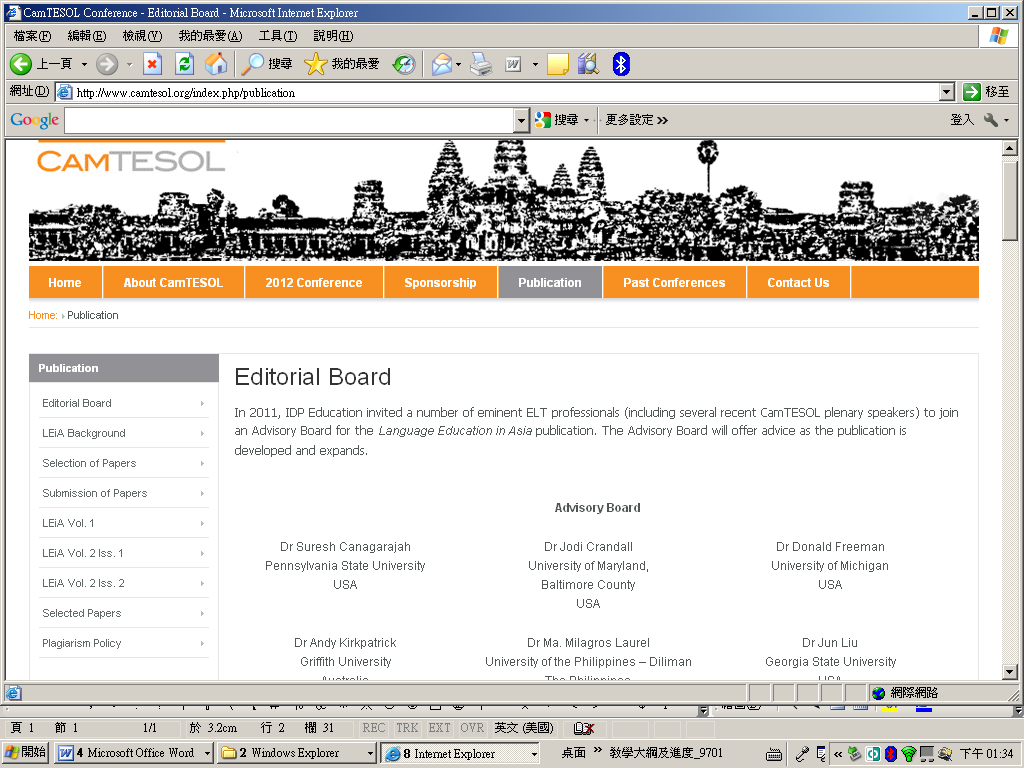 CamTESOL Conference - Editorial Board - Microsoft Internet Explorer
檔案(F) 編輯(E) 檢視(V) 我的最愛(A) 工具(T) 說明(H)
上一頁 搜尋 我的最愛
網址(D) http://www.camtesol.org/index.php/publication 移至
Google 搜尋 更多設定 >> 登入
CAMTESOL
Home About CamTESOL 2012 Conference Sponsorship Publication Past Conferences Contact Us
Home: Publication
Publication
Editorial Board
LEiA Background
Selection of Papers
Submission of Papers
LEiA Vol. 1
LEiA Vol. 2 Iss. 1
LEiA Vol. 2 Iss. 2
Selected Papers
Plagiarism Policy
Editorial Board
In 2011, IDP Education invited a number of eminent ELT professionals (including several recent CamTESOL plenary speakers) to join
an Advisory Board for the Language Education in Asia publication. The Advisory Board will offer advice as the publication is
developed and expands.
Advisory Board
Dr Suresh Canagarajah
Pennsylvania State University
USA
Dr Jodi Crandall
University of Maryland,
Baltimore County
USA
Dr Donald Freeman
University of Michigan
USA
Dr Andy Kirkpatrick
Griffith University
Australia
Dr Ma. Milagros Laurel
University of the Philippines – Diliman
The Philippines
Dr Jun Liu
Georgia State University
USA
網際網路
頁 1 節 1 1/1 於 3.2cm 行 2 欄 31 REC TRK EXT OVR 英文 (美國)
開始 4 Microsoft Office Word 2 Windows Explorer 8 Internet Explorer 桌面 >> 教學大綱及進度_9701 下午 01:34